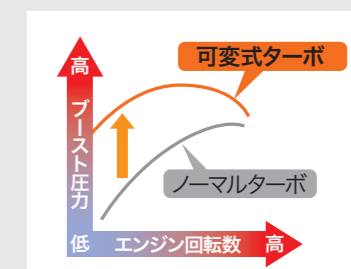 高
可変式ターボ
ブースト圧力
ノーマルターボ
低
エンジン回転数
高